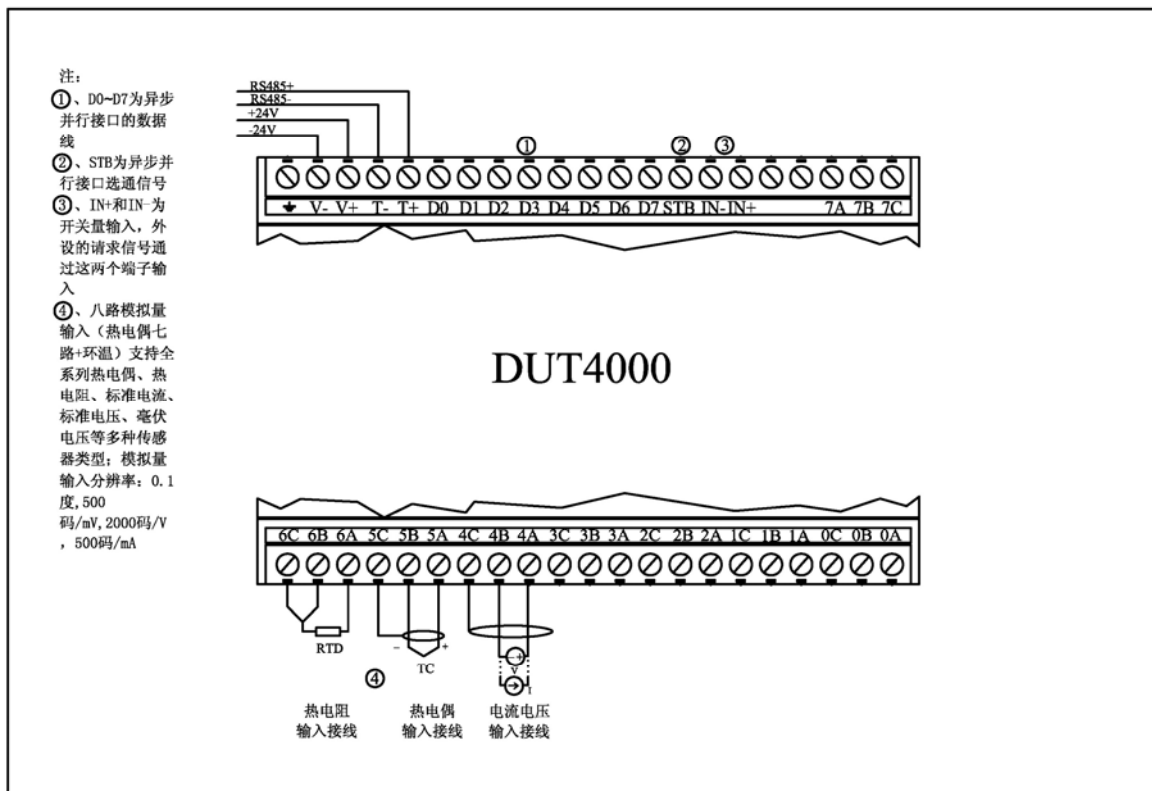 注：
①、D0~D7为异步
并行接口的数据
线
②、STB为异步并
行接口选通信号
③、IN+和IN-为
开关量输入，外
设的请求信号通
过这两个端子输
入
④、八路模拟量
输入（热电偶七
路+环温）支持全
系列热电偶、热
电阻、标准电流、
标准电压、毫伏
电压等多种传感
器类型；模拟量
输入分辨率：0.1
度,500
码/mV,2000码/V
,500码/mA
RS485+
RS485-
+24V
-24V
① ② ③
V- V+ T- T+ D0 D1 D2 D3 D4 D5 D6 D7 STB IN- IN+ 7A 7B 7C
DUT4000
6C 6B 6A 5C 5B 5A 4C 4B 4A 3C 3B 3A 2C 2B 2A 1C 1B 1A 0C 0B 0A
RTD
- +
TC
- +
V
I
④
热电阻
输入接线
热电偶
输入接线
电流电压
输入接线